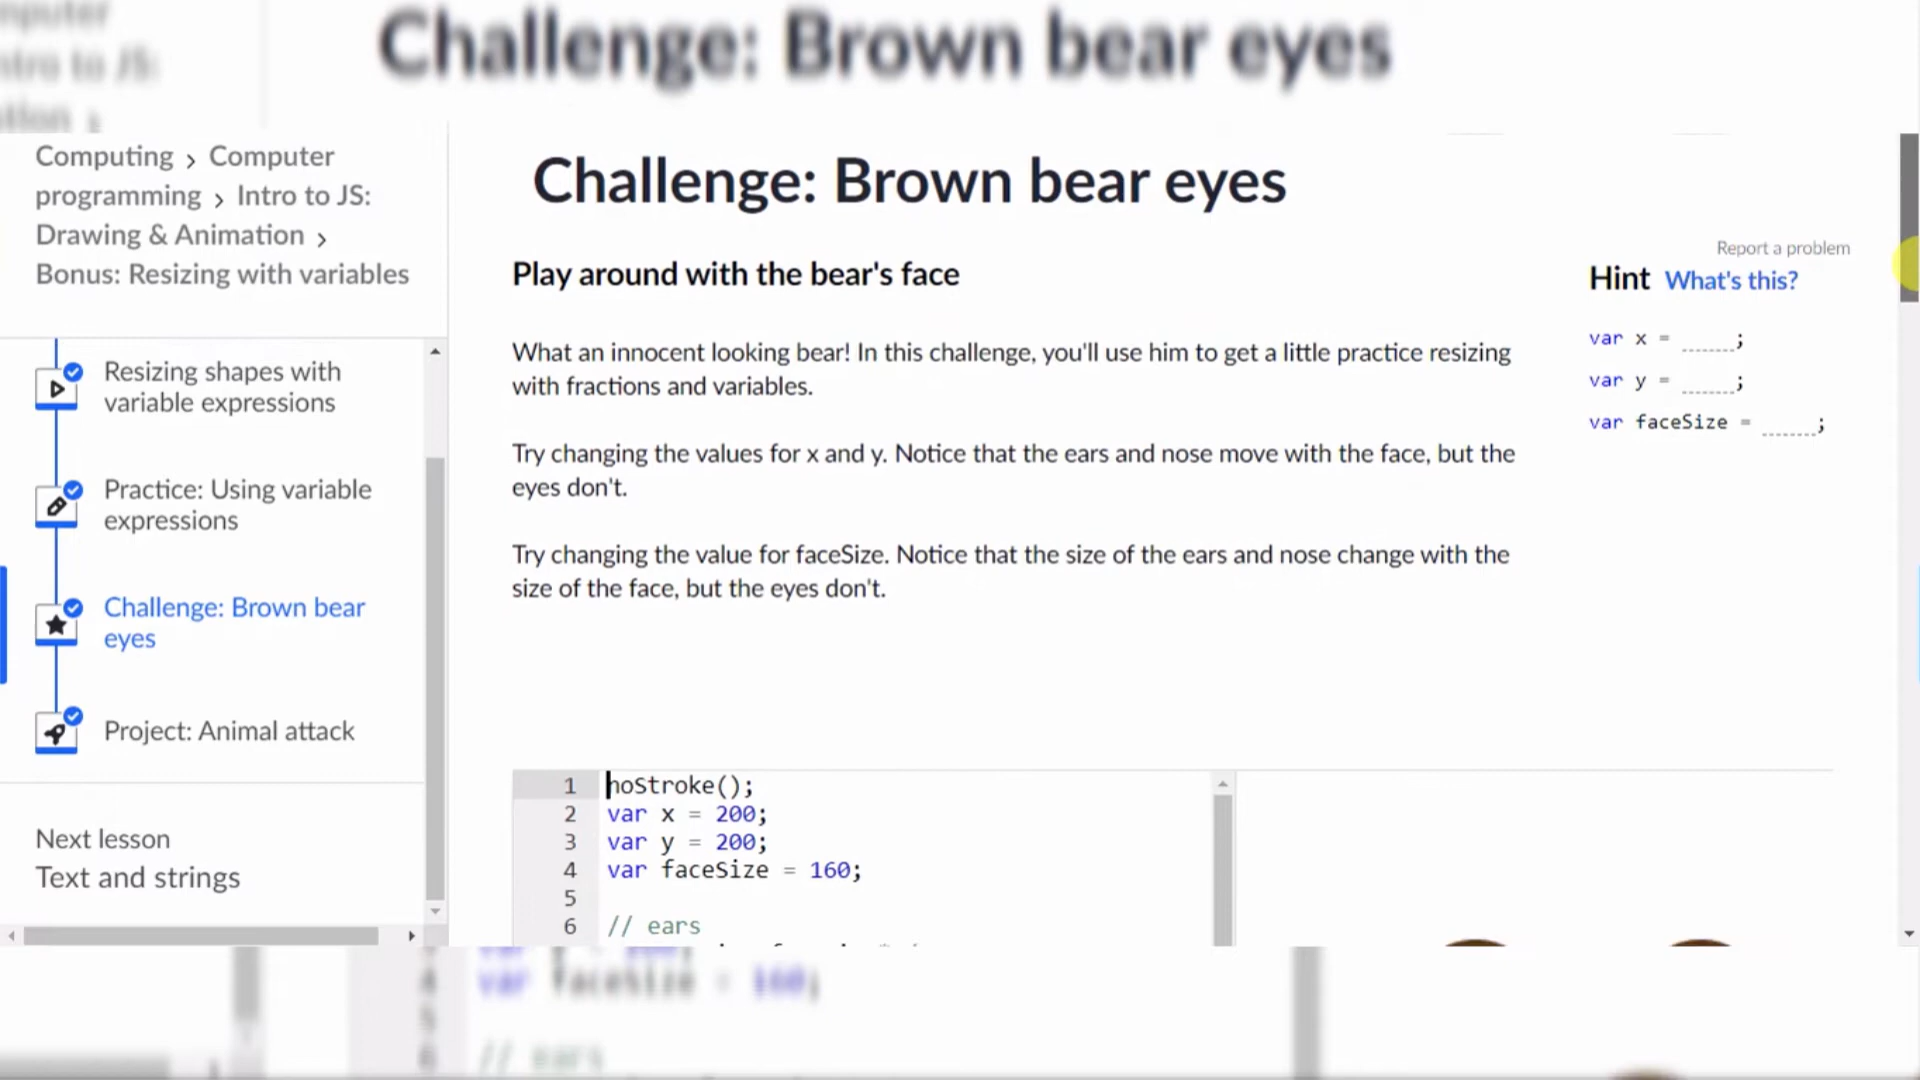 Challenge: Brown bear eyes
Computing › Computer
programming › Intro to JS:
Drawing & Animation ›
Bonus: Resizing with variables
Resizing shapes with
variable expressions
Practice: Using variable
expressions
Challenge: Brown bear
eyes
Project: Animal attack
Next lesson
Text and strings
Challenge: Brown bear eyes
Play around with the bear's face
What an innocent looking bear! In this challenge, you'll use him to get a little practice resizing
with fractions and variables.
Try changing the values for x and y. Notice that the ears and nose move with the face, but the
eyes don't.
Try changing the value for faceSize. Notice that the size of the ears and nose change with the
size of the face, but the eyes don't.
Report a problem
Hint What's this?
var x = ______;
var y = ______;
var faceSize = ______;
1 noStroke();
2 var x = 200;
3 var y = 200;
4 var faceSize = 160;
5
6 // ears
var faceSize = 160;
// ears